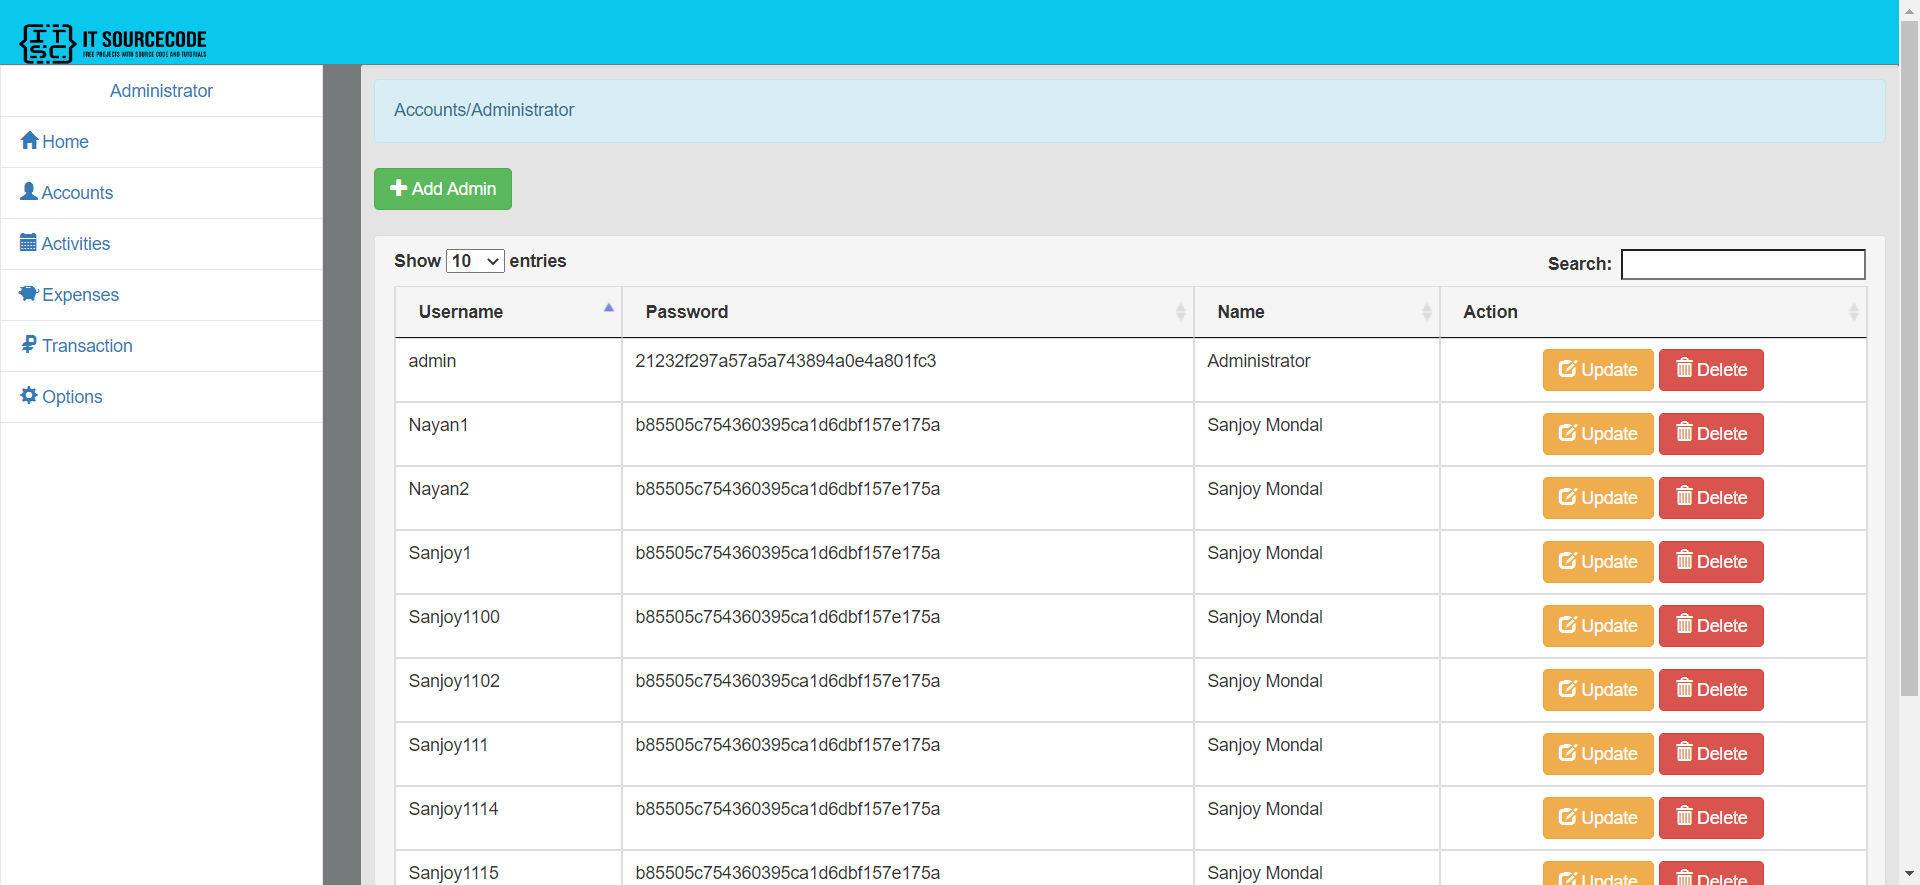 ITSC IT SOURCECODE
FREE PROJECTS WITH SOURCE CODE AND TUTORIALS
Administrator
Home
Accounts
Activities
Expenses
Transaction
Options
Accounts/Administrator
Add Admin
Show 10 entries
Search:
Username Password Name Action
admin 21232f297a57a5a743894a0e4a801fc3 Administrator Update Delete
Nayan1 b85505c754360395ca1d6dbf157e175a Sanjoy Mondal Update Delete
Nayan2 b85505c754360395ca1d6dbf157e175a Sanjoy Mondal Update Delete
Sanjoy1 b85505c754360395ca1d6dbf157e175a Sanjoy Mondal Update Delete
Sanjoy1100 b85505c754360395ca1d6dbf157e175a Sanjoy Mondal Update Delete
Sanjoy1102 b85505c754360395ca1d6dbf157e175a Sanjoy Mondal Update Delete
Sanjoy111 b85505c754360395ca1d6dbf157e175a Sanjoy Mondal Update Delete
Sanjoy1114 b85505c754360395ca1d6dbf157e175a Sanjoy Mondal Update Delete
Sanjoy1115 b85505c754360395ca1d6dbf157e175a Sanjoy Mondal Update Delete